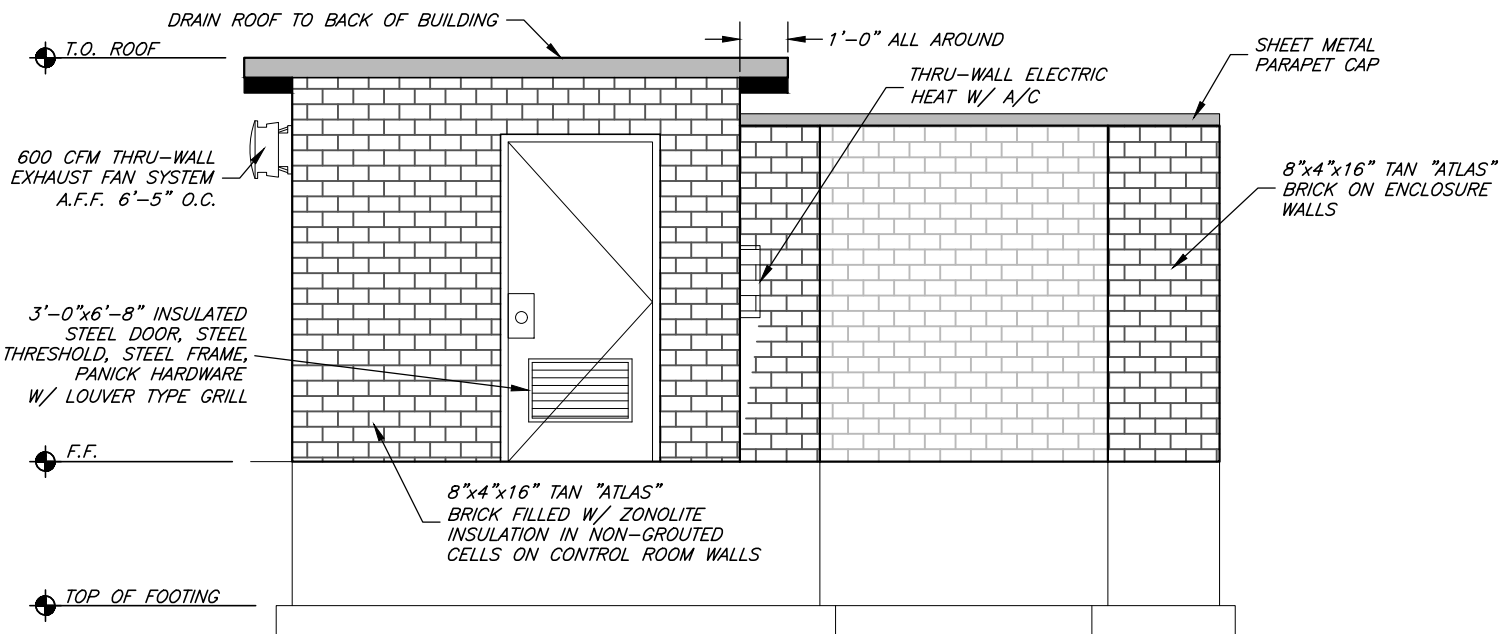 DRAIN ROOF TO BACK OF BUILDING
T.O. ROOF
1'-0" ALL AROUND
SHEET METAL
PARAPET CAP
THRU-WALL ELECTRIC
HEAT W/ A/C
600 CFM THRU-WALL
EXHAUST FAN SYSTEM
A.F.F. 6'-5" O.C.
8"x4"x16" TAN "ATLAS"
BRICK ON ENCLOSURE
WALLS
3'-0"x6'-8" INSULATED
STEEL DOOR, STEEL
THRESHOLD, STEEL FRAME,
PANICK HARDWARE
W/ LOUVER TYPE GRILL
F.F.
8"x4"x16" TAN "ATLAS"
BRICK FILLED W/ ZONOLITE
INSULATION IN NON-GROUTED
CELLS ON CONTROL ROOM WALLS
TOP OF FOOTING